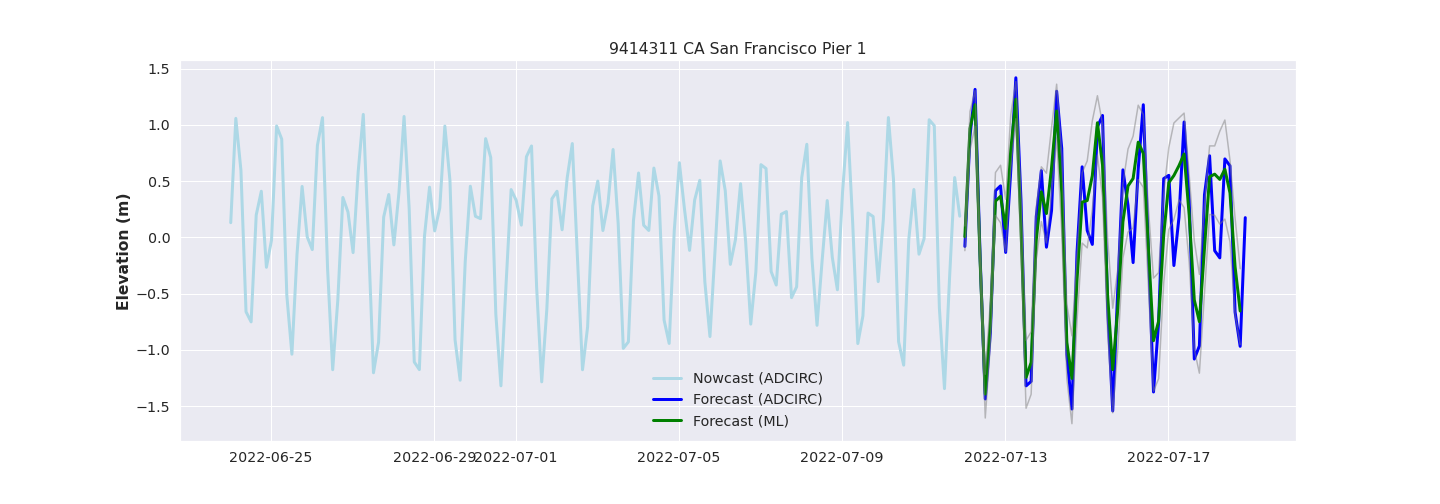 9414311 CA San Francisco Pier 1
Elevation (m)
1.5
1.0
0.5
0.0
−0.5
−1.0
−1.5
Nowcast (ADCIRC)
Forecast (ADCIRC)
Forecast (ML)
2022-06-25 2022-06-29 2022-07-01 2022-07-05 2022-07-09 2022-07-13 2022-07-17